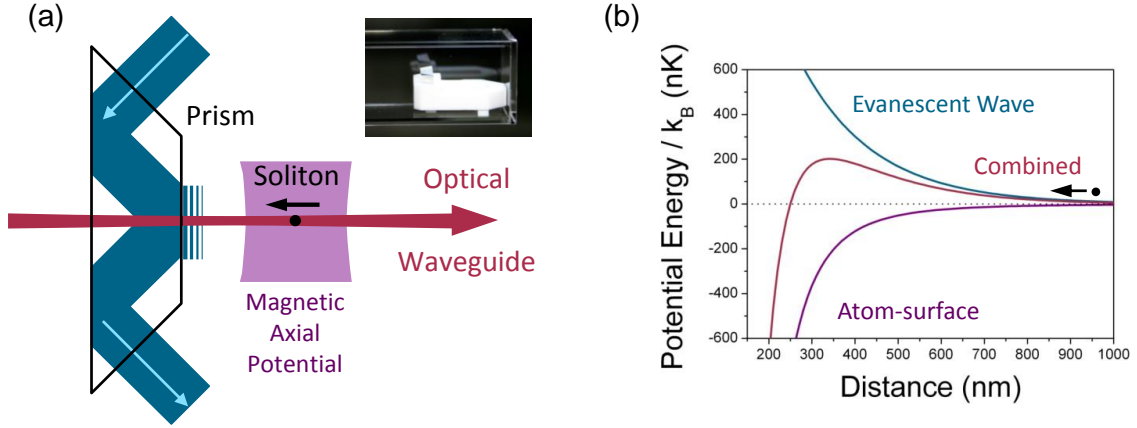 (a)
Prism
Soliton
Optical
Waveguide
Magnetic
Axial
Potential
(b)
Potential Energy / k_B (nK)
600
400
200
0
-200
-400
-600
Evanescent Wave
Combined
Atom-surface
200 300 400 500 600 700 800 900 1000
Distance (nm)